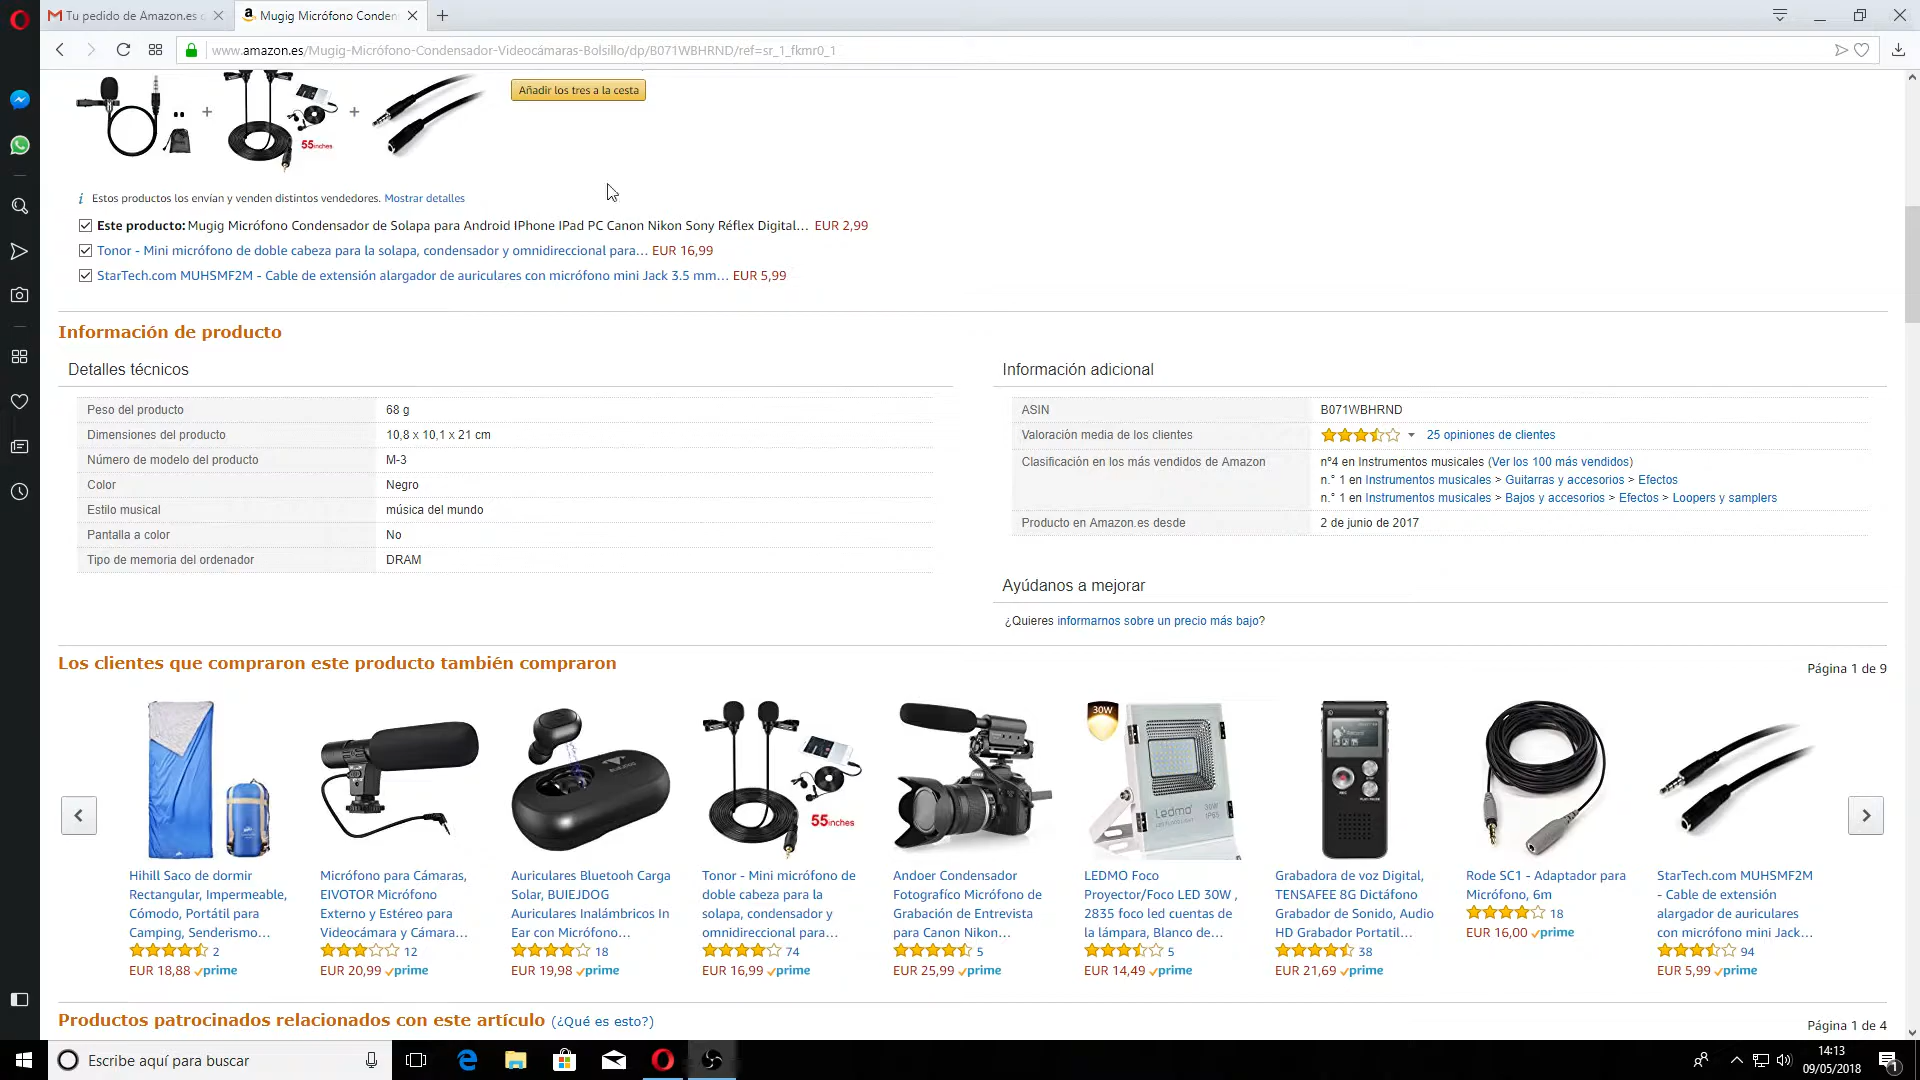 Tu pedido de Amazon.es
Mugig Micrófono Conden
www.amazon.es/Mugig-Micrófono-Condensador-Videocámaras-Bolsillo/dp/B071WBHRND/ref=sr_1_fkmr0_1
+
+
55inches
Añadir los tres a la cesta
i Estos productos los envían y venden distintos vendedores. Mostrar detalles
Este producto: Mugig Micrófono Condensador de Solapa para Android IPhone IPad PC Canon Nikon Sony Réflex Digital... EUR 2,99
Tonor - Mini micrófono de doble cabeza para la solapa, condensador y omnidireccional para... EUR 16,99
StarTech.com MUHSMF2M - Cable de extensión alargador de auriculares con micrófono mini Jack 3.5 mm... EUR 5,99
Información de producto
Detalles técnicos
Peso del producto 68 g
Dimensiones del producto 10,8 x 10,1 x 21 cm
Número de modelo del producto M-3
Color Negro
Estilo musical música del mundo
Pantalla a color No
Tipo de memoria del ordenador DRAM
Información adicional
ASIN B071WBHRND
Valoración media de los clientes 25 opiniones de clientes
Clasificación en los más vendidos de Amazon nº4 en Instrumentos musicales (Ver los 100 más vendidos)
n.° 1 en Instrumentos musicales > Guitarras y accesorios > Efectos
n.° 1 en Instrumentos musicales > Bajos y accesorios > Efectos > Loopers y samplers
Producto en Amazon.es desde 2 de junio de 2017
Ayúdanos a mejorar
¿Quieres informarnos sobre un precio más bajo?
Los clientes que compraron este producto también compraron
Página 1 de 9
Hihill Saco de dormir
Rectangular, Impermeable,
Cómodo, Portátil para
Camping, Senderismo...
2
EUR 18,88 prime
Micrófono para Cámaras,
EIVOTOR Micrófono
Externo y Estéreo para
Videocámara y Cámara...
12
EUR 20,99 prime
Auriculares Bluetooh Carga
Solar, BUIEJDOG
Auriculares Inalámbricos In
Ear con Micrófono...
18
EUR 19,98 prime
55inches
Tonor - Mini micrófono de
doble cabeza para la
solapa, condensador y
omnidireccional para...
74
EUR 16,99 prime
Andoer Condensador
Fotografíco Micrófono de
Grabación de Entrevista
para Canon Nikon...
5
EUR 25,99 prime
30W
Ledmo
LEDMO Foco
Proyector/Foco LED 30W ,
2835 foco led cuentas de
la lámpara, Blanco de...
5
EUR 14,49 prime
Grabadora de voz Digital,
TENSAFEE 8G Dictáfono
Grabador de Sonido, Audio
HD Grabador Portatil...
38
EUR 21,69 prime
Rode SC1 - Adaptador para
Micrófono, 6m
18
EUR 16,00 prime
StarTech.com MUHSMF2M
- Cable de extensión
alargador de auriculares
con micrófono mini Jack...
94
EUR 5,99 prime
Productos patrocinados relacionados con este artículo (¿Qué es esto?)
Página 1 de 4
Escribe aquí para buscar
14:13
09/05/2018
1